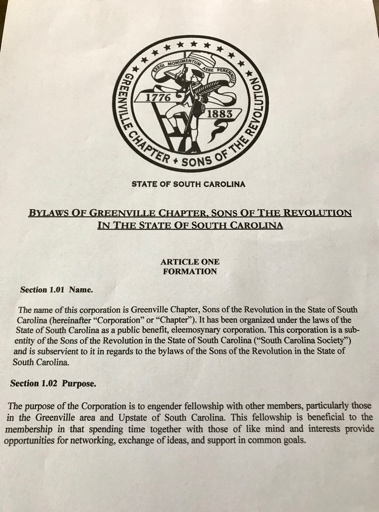 EXEGI MONUMENTUM AERE PERENNIUS
GREENVILLE CHAPTER + SONS OF THE REVOLUTION
1776
1883
STATE OF SOUTH CAROLINA
BYLAWS OF GREENVILLE CHAPTER, SONS OF THE REVOLUTION
IN THE STATE OF SOUTH CAROLINA
ARTICLE ONE
FORMATION
Section 1.01 Name.
The name of this corporation is Greenville Chapter, Sons of the Revolution in the State of South
Carolina (hereinafter “Corporation” or “Chapter”). It has been organized under the laws of the
State of South Carolina as a public benefit, eleemosynary corporation. This corporation is a sub-
entity of the Sons of the Revolution in the State of South Carolina (“South Carolina Society”)
and is subservient to it in regards to the bylaws of the Sons of the Revolution in the State of
South Carolina.
Section 1.02 Purpose.
The purpose of the Corporation is to engender fellowship with other members, particularly those
in the Greenville area and Upstate of South Carolina. This fellowship is beneficial to the
membership in that spending time together with those of like mind and interests provide
opportunities for networking, exchange of ideas, and support in common goals.